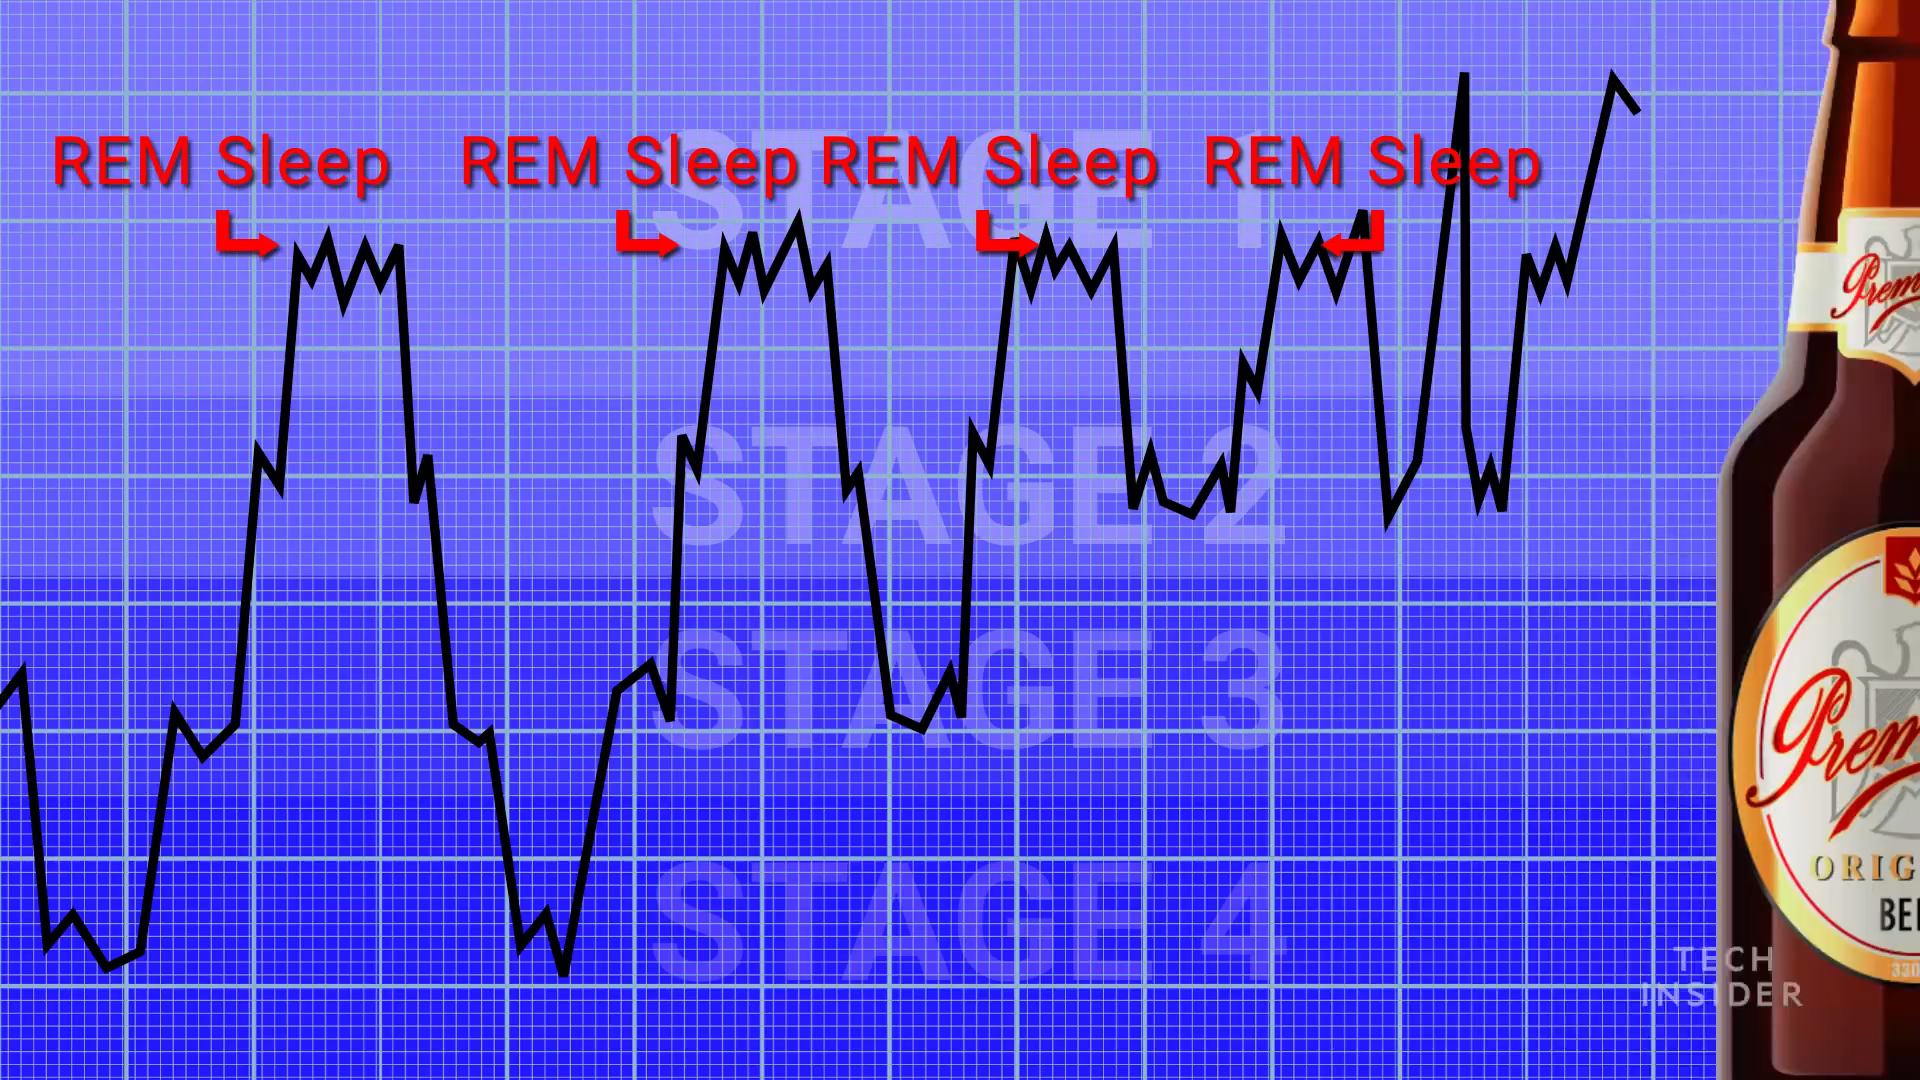 REM Sleep REM Sleep REM Sleep REM Sleep
STAGE 1
STAGE 2
STAGE 3
STAGE 4
ORIG
TECH
INSIDER